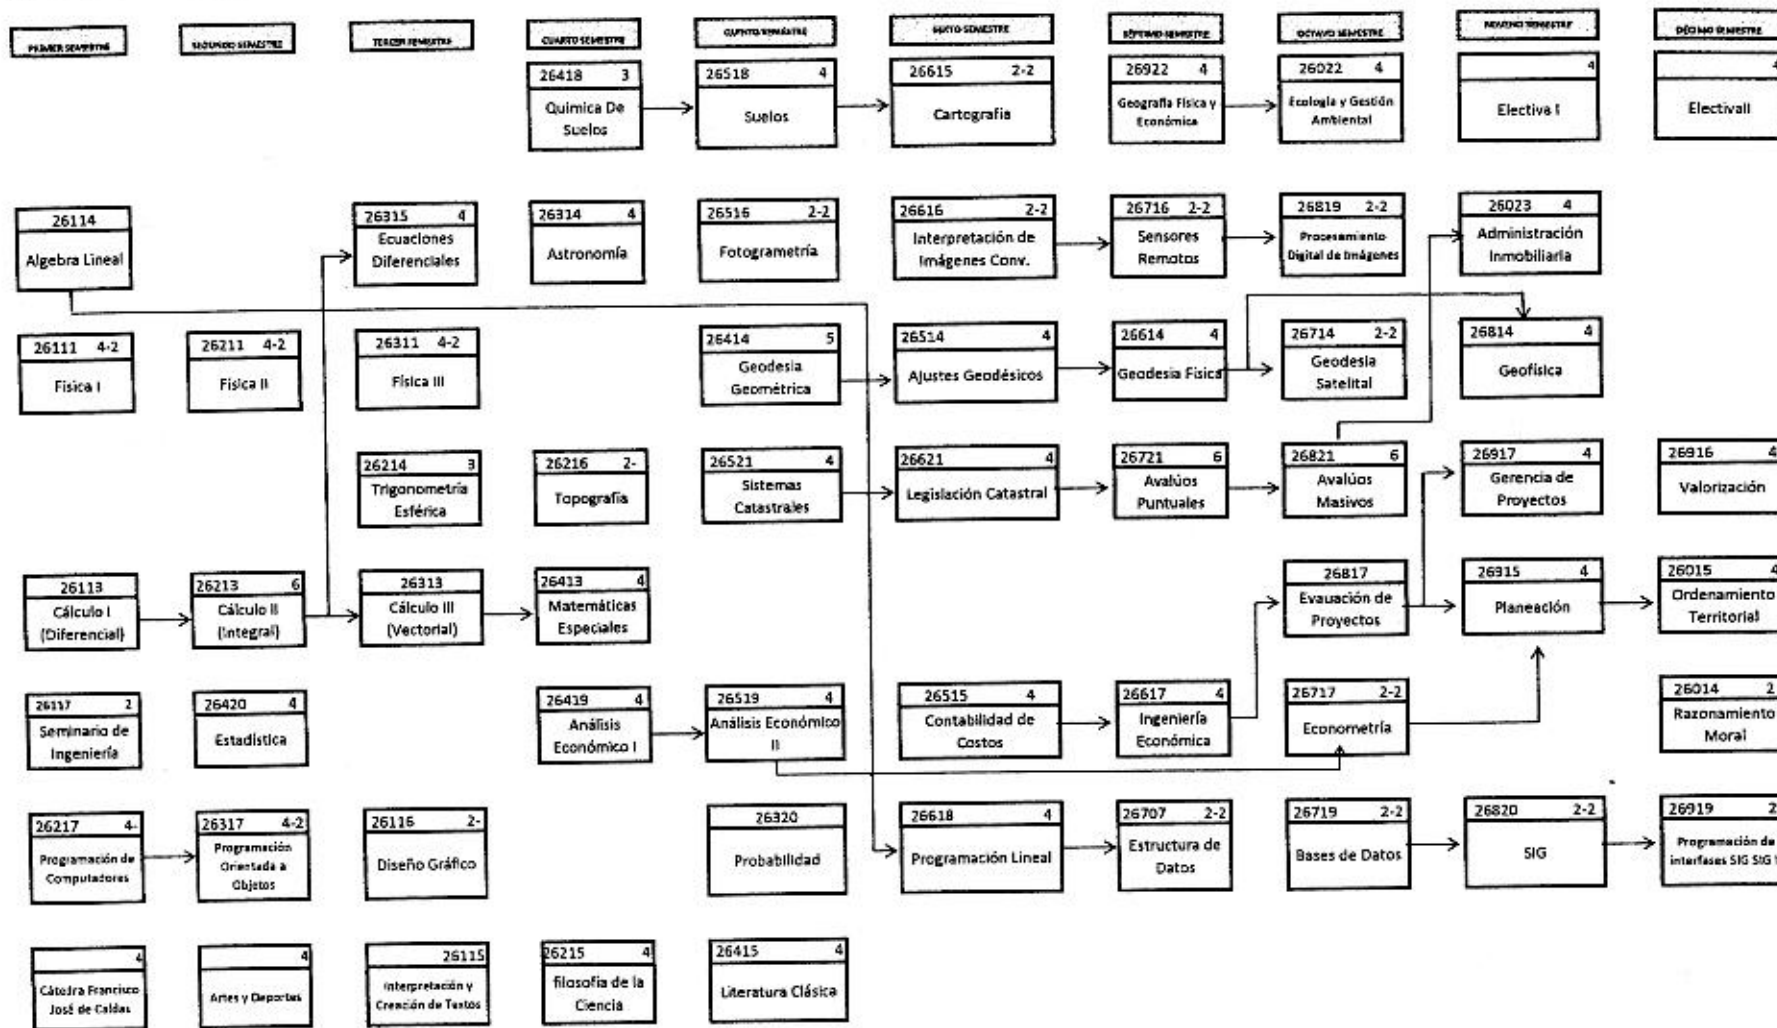 PRIMER SEMESTRE
SEGUNDO SEMESTRE
TERCER SEMESTRE
CUARTO SEMESTRE
QUINTO SEMESTRE
SEXTO SEMESTRE
SÉPTIMO SEMESTRE
OCTAVO SEMESTRE
NOVENO SEMESTRE
DÉCIMO SEMESTRE
26418 3
Quimica De
Suelos
26518 4
Suelos
26615 2-2
Cartografia
26922 4
Geografia Física y
Económica
26022 4
Ecologia y Gestión
Ambiental
4
Electiva I
4
ElectivaII
26114
Algebra Lineal
26315 4
Ecuaciones
Diferenciales
26314 4
Astronomía
26516 2-2
Fotogrametría
26616 2-2
Interpretación de
Imágenes Conv.
26716 2-2
Sensores
Remotos
26819 2-2
Procesamiento
Digital de Imágenes
26023 4
Administración
Inmobiliaria
26111 4-2
Física I
26211 4-2
Física II
26311 4-2
Física III
26414 5
Geodesia
Geométrica
26514 4
Ajustes Geodésicos
26614 4
Geodesia Física
26714 2-2
Geodesia
Satelital
26814 4
Geofísica
26214 3
Trigonometría
Esférica
26216 2-
Topografía
26521 4
Sistemas
Catastrales
26621 4
Legislación Catastral
26721 6
Avalúos
Puntuales
26821 6
Avalúos
Masivos
26917 4
Gerencia de
Proyectos
26916 4
Valorización
26113
Cálculo I
(Diferencial)
26213 6
Cálculo II
(Integral)
26313
Cálculo III
(Vectorial)
26413 4
Matemáticas
Especiales
26817
Evauación de
Proyectos
26915 4
Planeación
26015 4
Ordenamiento
Territorial
26117 2
Seminario de
Ingeniería
26420 4
Estadística
26419 4
Análisis
Económico I
26519 4
Análisis Económico
II
26515 4
Contabilidad de
Costos
26617 4
Ingeniería
Económica
26717 2-2
Econometría
26014 2
Razonamiento
Moral
26217 4-
Programación de
Computadores
26317 4-2
Programación
Orientada a
Objetos
26116 2-
Diseño Gráfico
26320
Probabilidad
26618 4
Programación Lineal
26707 2-2
Estructura de
Datos
26719 2-2
Bases de Datos
26820 2-2
SIG
26919 2
Programación de
interfases SIG SIG
4
Cátedra Francisco
José de Caldas
4
Artes y Deportes
26115
Interpretación y
Creación de Textos
26215 4
filosofía de la
Ciencia
26415 4
Literatura Clásica